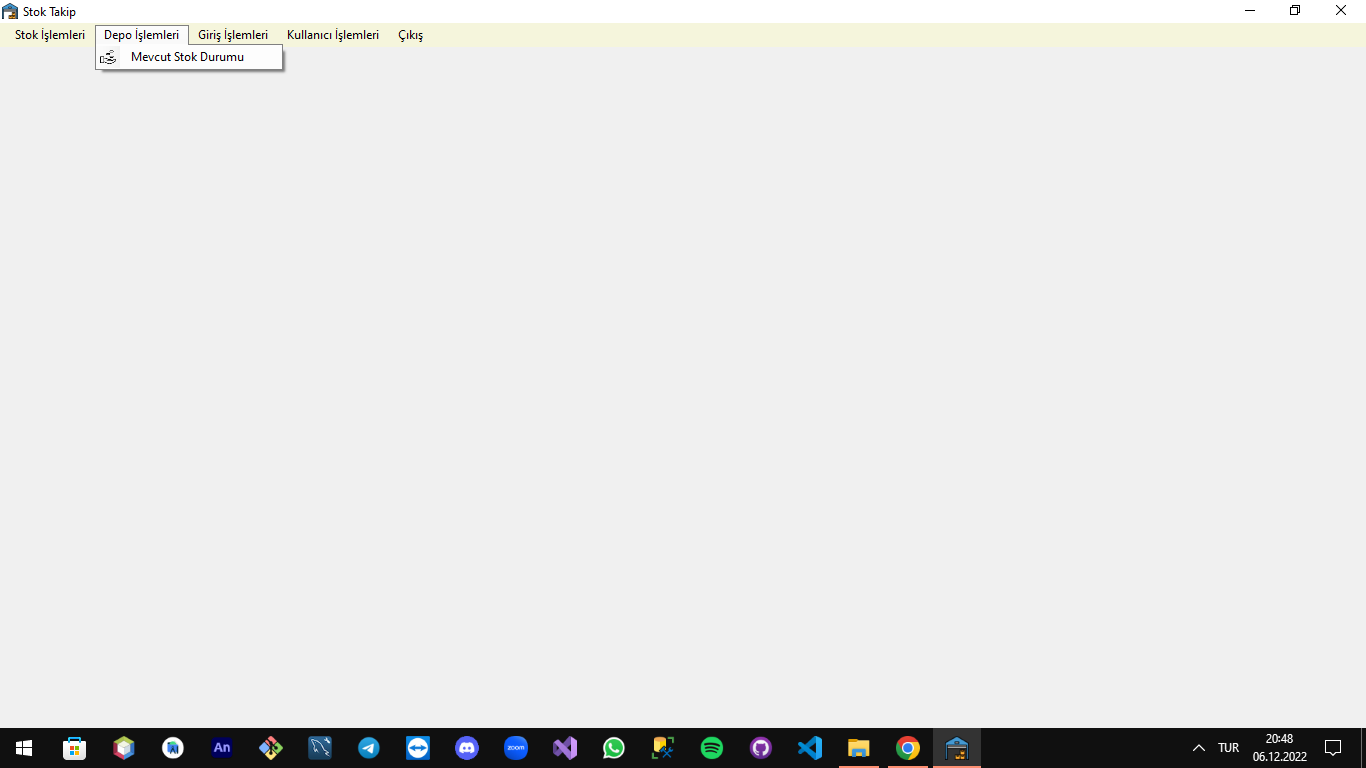 Stok Takip
Stok İşlemleri Depo İşlemleri Giriş İşlemleri Kullanıcı İşlemleri Çıkış
Mevcut Stok Durumu
An
zoom
TUR
20:48
06.12.2022